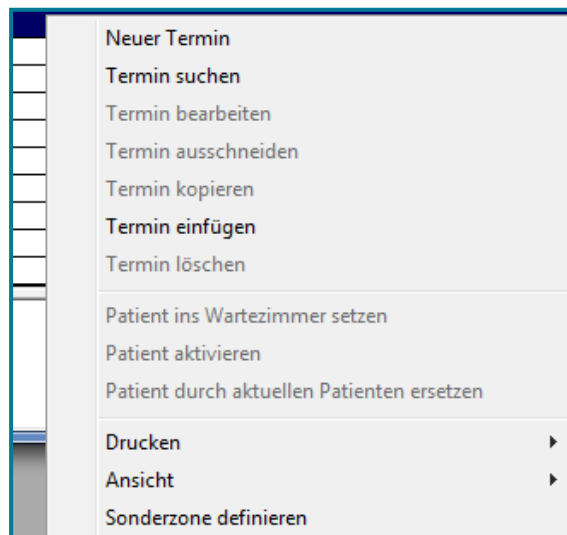 Neuer Termin
Termin suchen
Termin bearbeiten
Termin ausschneiden
Termin kopieren
Termin einfügen
Termin löschen
Patient ins Wartezimmer setzen
Patient aktivieren
Patient durch aktuellen Patienten ersetzen
Drucken
Ansicht
Sonderzone definieren